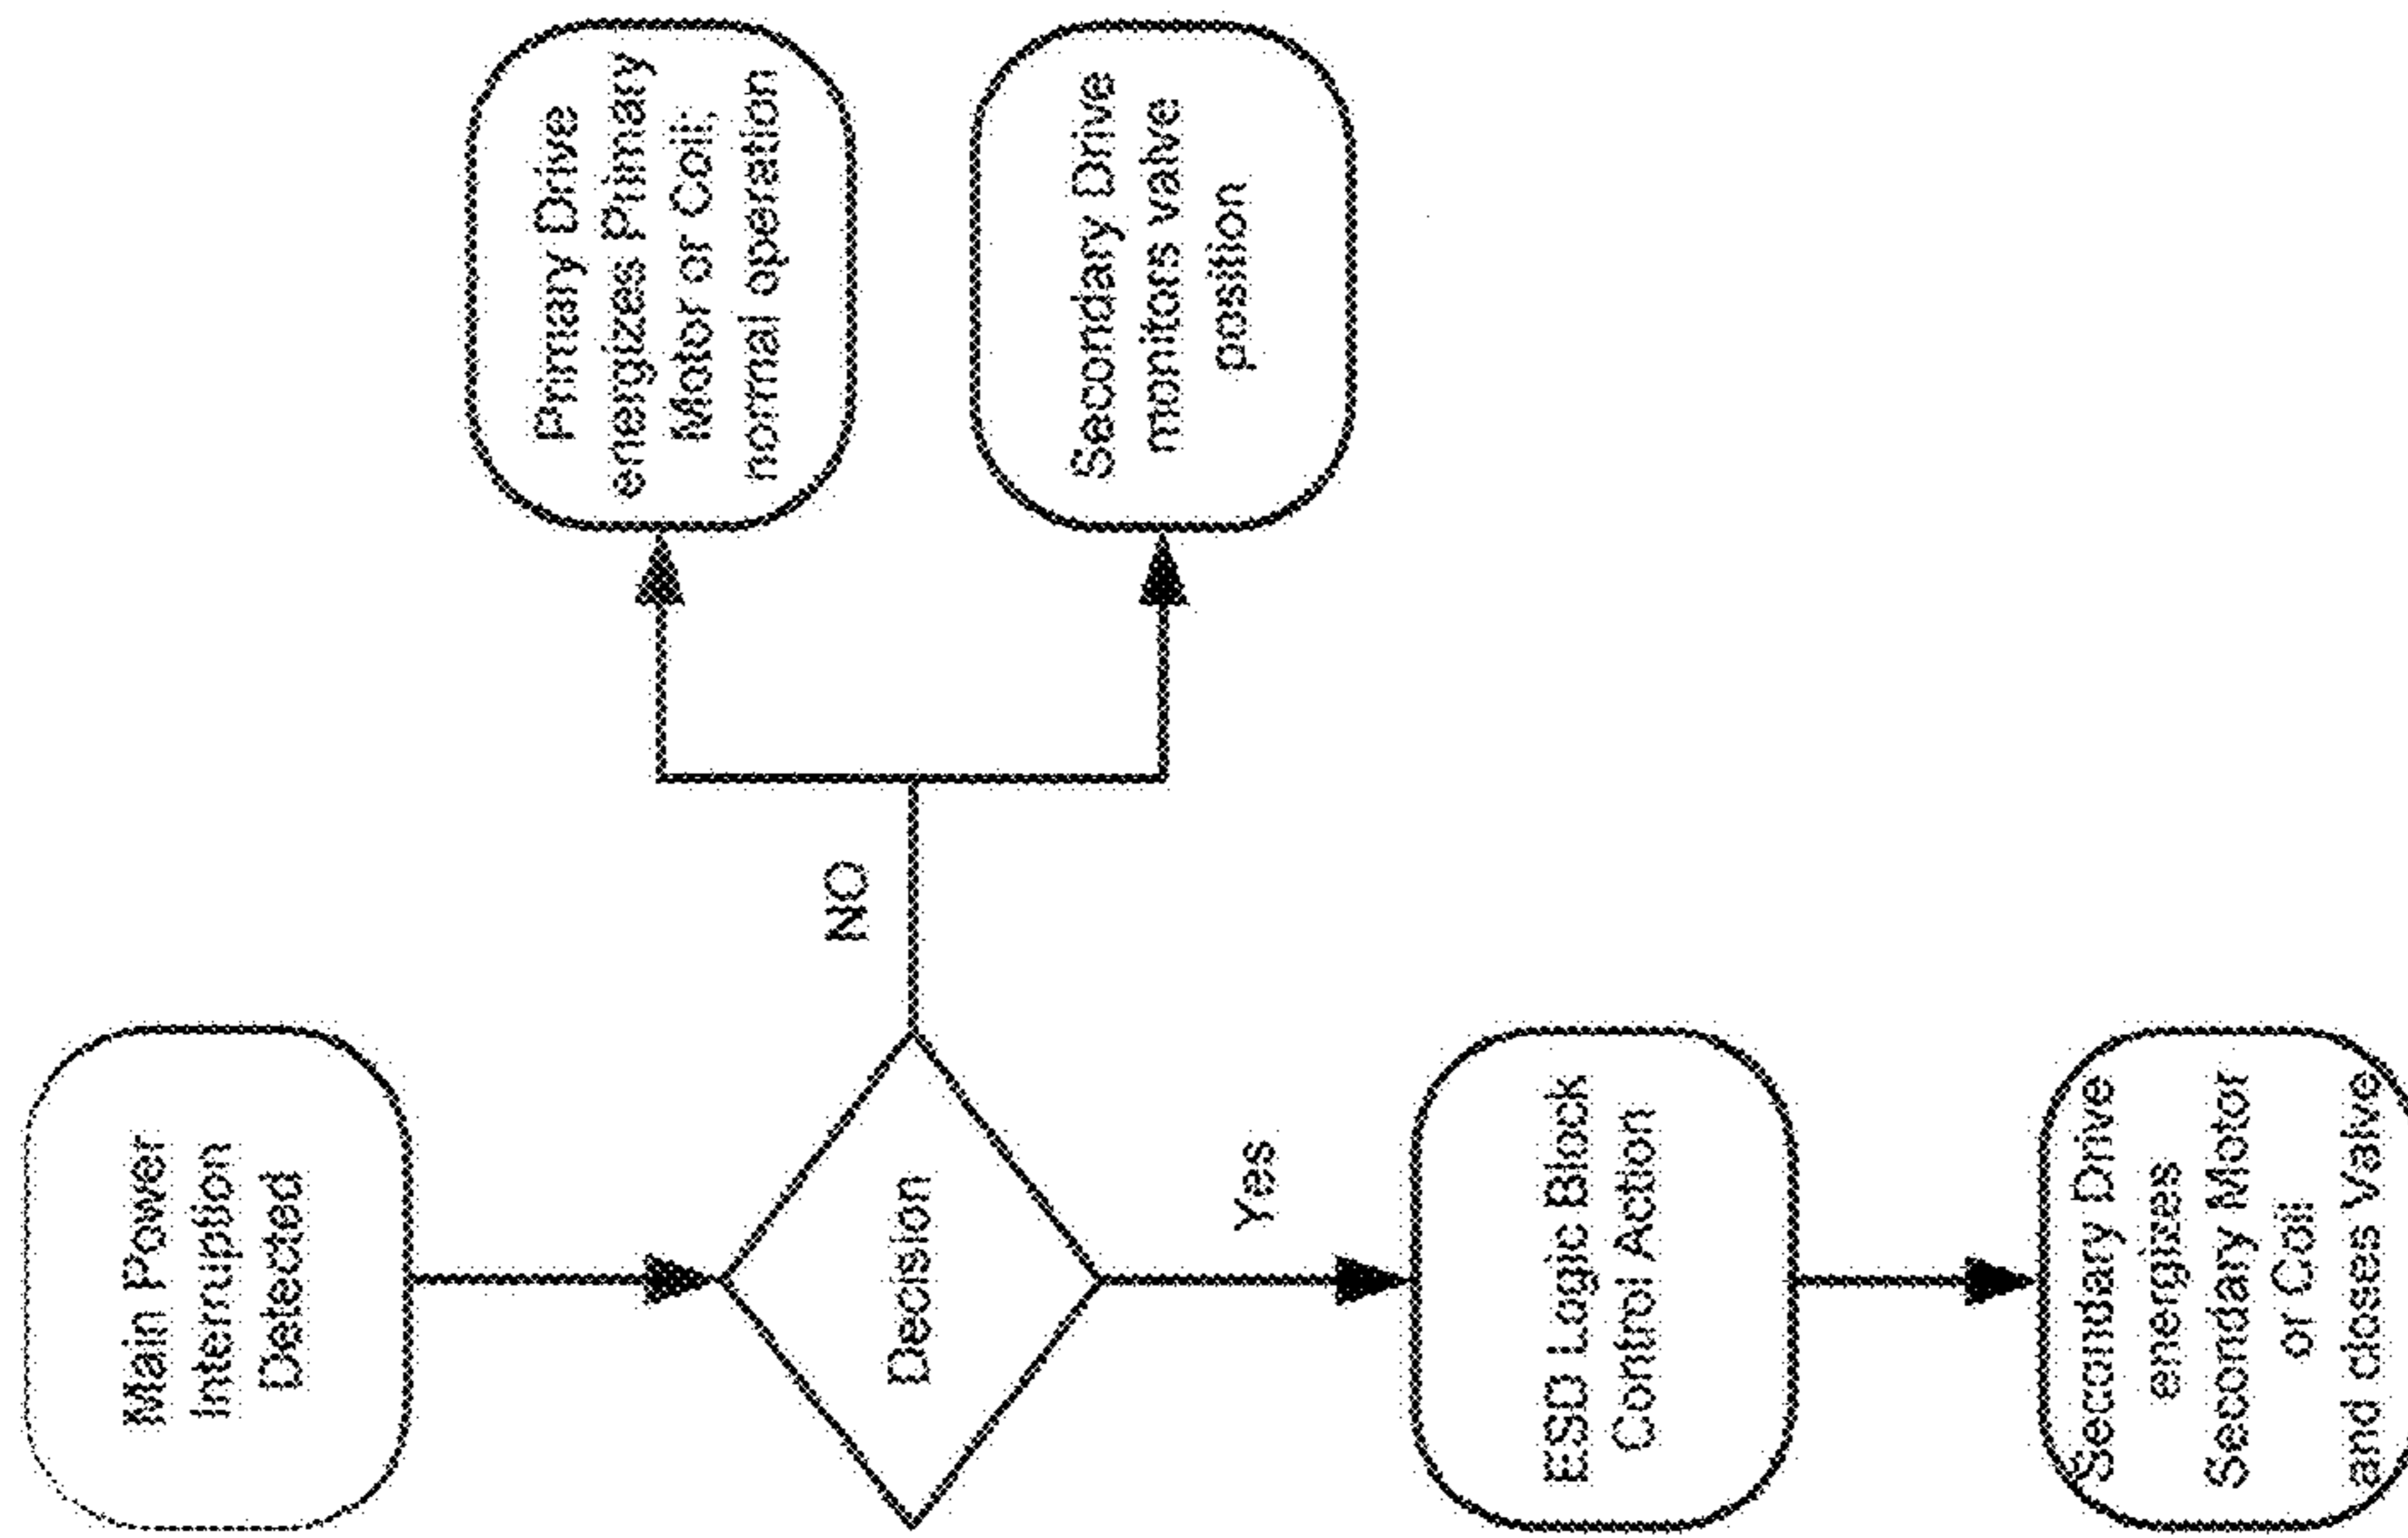 Main Power
Interruption
Detected
Decision
NO
Primary Drive
energizes Primary
Motor or Coil:
normal operation
Secondary Drive
monitors valve
position
Yes
ESD Logic Block
Control Action
Secondary Drive
energizes
Secondary Motor
or Coil
and closes Valve